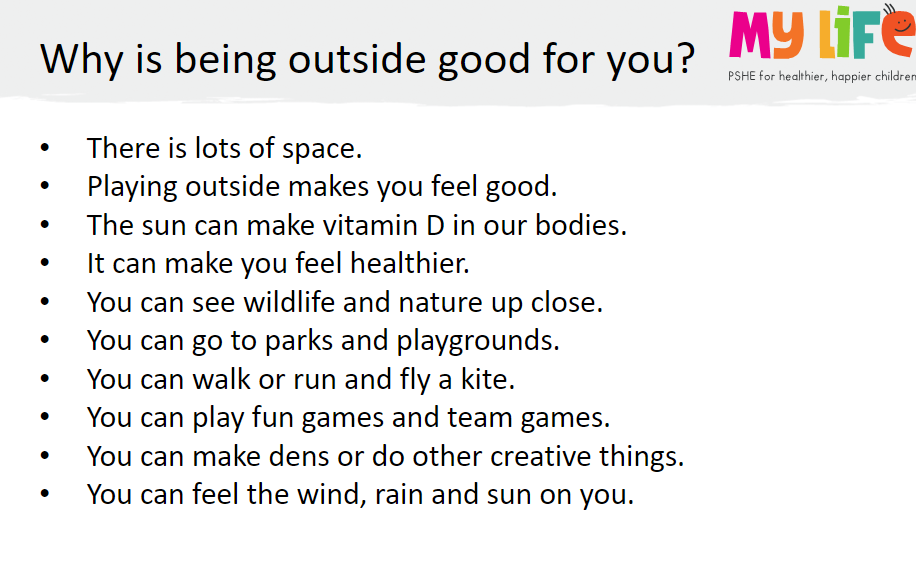 Why is being outside good for you?
My Life
PSHE for healthier, happier children
• There is lots of space.
• Playing outside makes you feel good.
• The sun can make vitamin D in our bodies.
• It can make you feel healthier.
• You can see wildlife and nature up close.
• You can go to parks and playgrounds.
• You can walk or run and fly a kite.
• You can play fun games and team games.
• You can make dens or do other creative things.
• You can feel the wind, rain and sun on you.